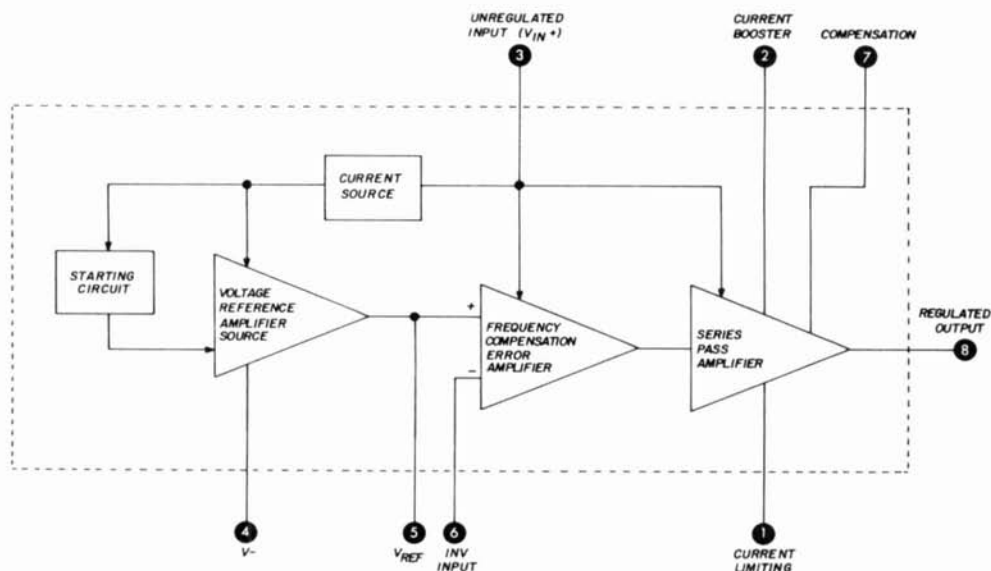 UNREGULATED
INPUT (VIN +)
3
CURRENT
BOOSTER
2
COMPENSATION
7
CURRENT
SOURCE
STARTING
CIRCUIT
VOLTAGE
REFERENCE
AMPLIFIER
SOURCE
+
FREQUENCY
COMPENSATION
ERROR
AMPLIFIER
−
SERIES
PASS
AMPLIFIER
REGULATED
OUTPUT
8
4
V-
5
VREF
6
INV
INPUT
1
CURRENT
LIMITING